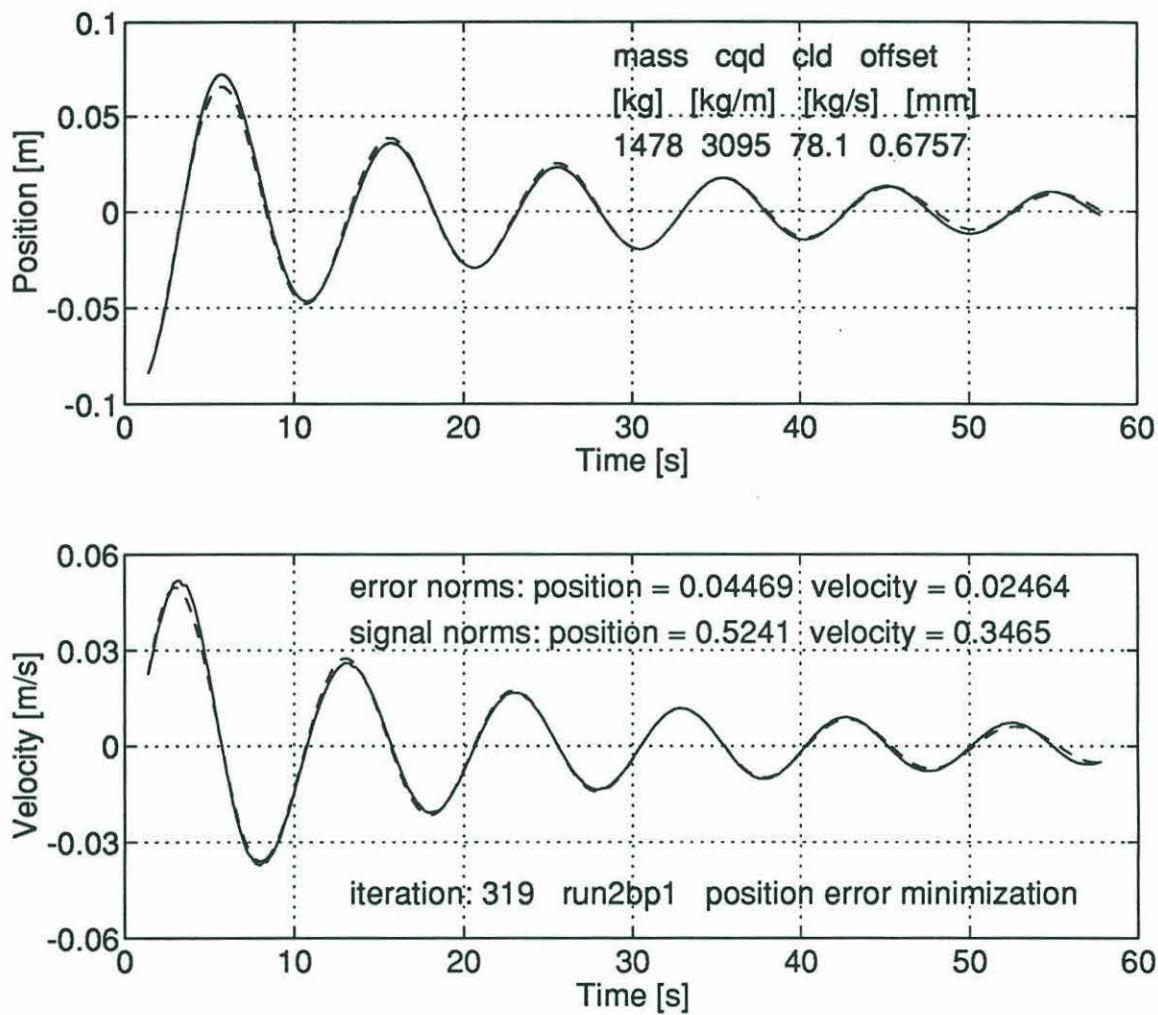 0.1
0.05
0
-0.05
-0.1
Position [m]
mass cqd cld offset
[kg] [kg/m] [kg/s] [mm]
1478 3095 78.1 0.6757
0 10 20 30 40 50 60
Time [s]
0.06
0.03
0
-0.03
-0.06
Velocity [m/s]
error norms: position = 0.04469 velocity = 0.02464
signal norms: position = 0.5241 velocity = 0.3465
iteration: 319 run2bp1 position error minimization
0 10 20 30 40 50 60
Time [s]